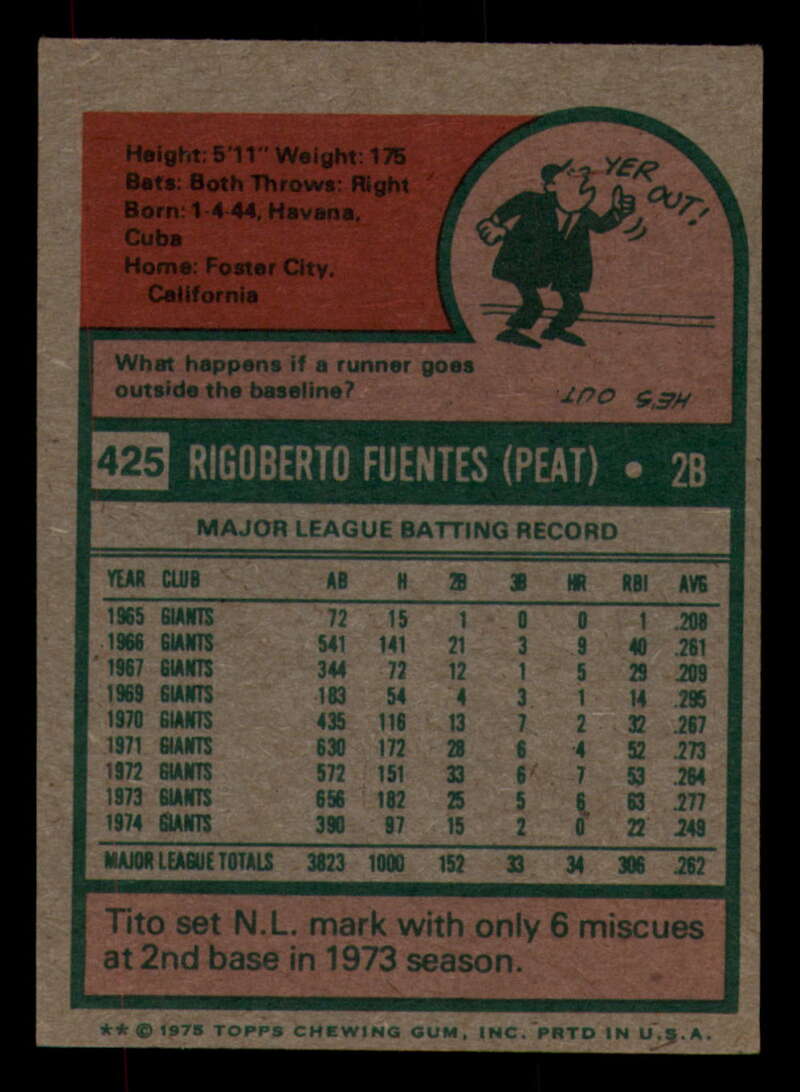 Height: 5'11" Weight: 175
Bats: Both Throws: Right
Born: 1-4-44, Havana,
Cuba
Home: Foster City,
California
YER
OUT!
What happens if a runner goes
outside the baseline?
HE'S OUT
425 RIGOBERTO FUENTES (PEAT) • 2B
MAJOR LEAGUE BATTING RECORD
YEAR CLUB AB H 2B 3B HR RBI AVG
1965 GIANTS 72 15 1 0 0 1 .208
1966 GIANTS 541 141 21 3 9 40 .261
1967 GIANTS 344 72 12 1 5 29 .209
1969 GIANTS 183 54 4 3 1 14 .295
1970 GIANTS 435 116 13 7 2 32 .267
1971 GIANTS 630 172 28 6 4 52 .273
1972 GIANTS 572 151 33 6 7 53 .264
1973 GIANTS 656 182 25 5 6 63 .277
1974 GIANTS 390 97 15 2 0 22 .249
MAJOR LEAGUE TOTALS 3823 1000 152 33 34 306 .262
Tito set N.L. mark with only 6 miscues
at 2nd base in 1973 season.
** © 1975 TOPPS CHEWING GUM, INC. PRTD IN U.S.A.